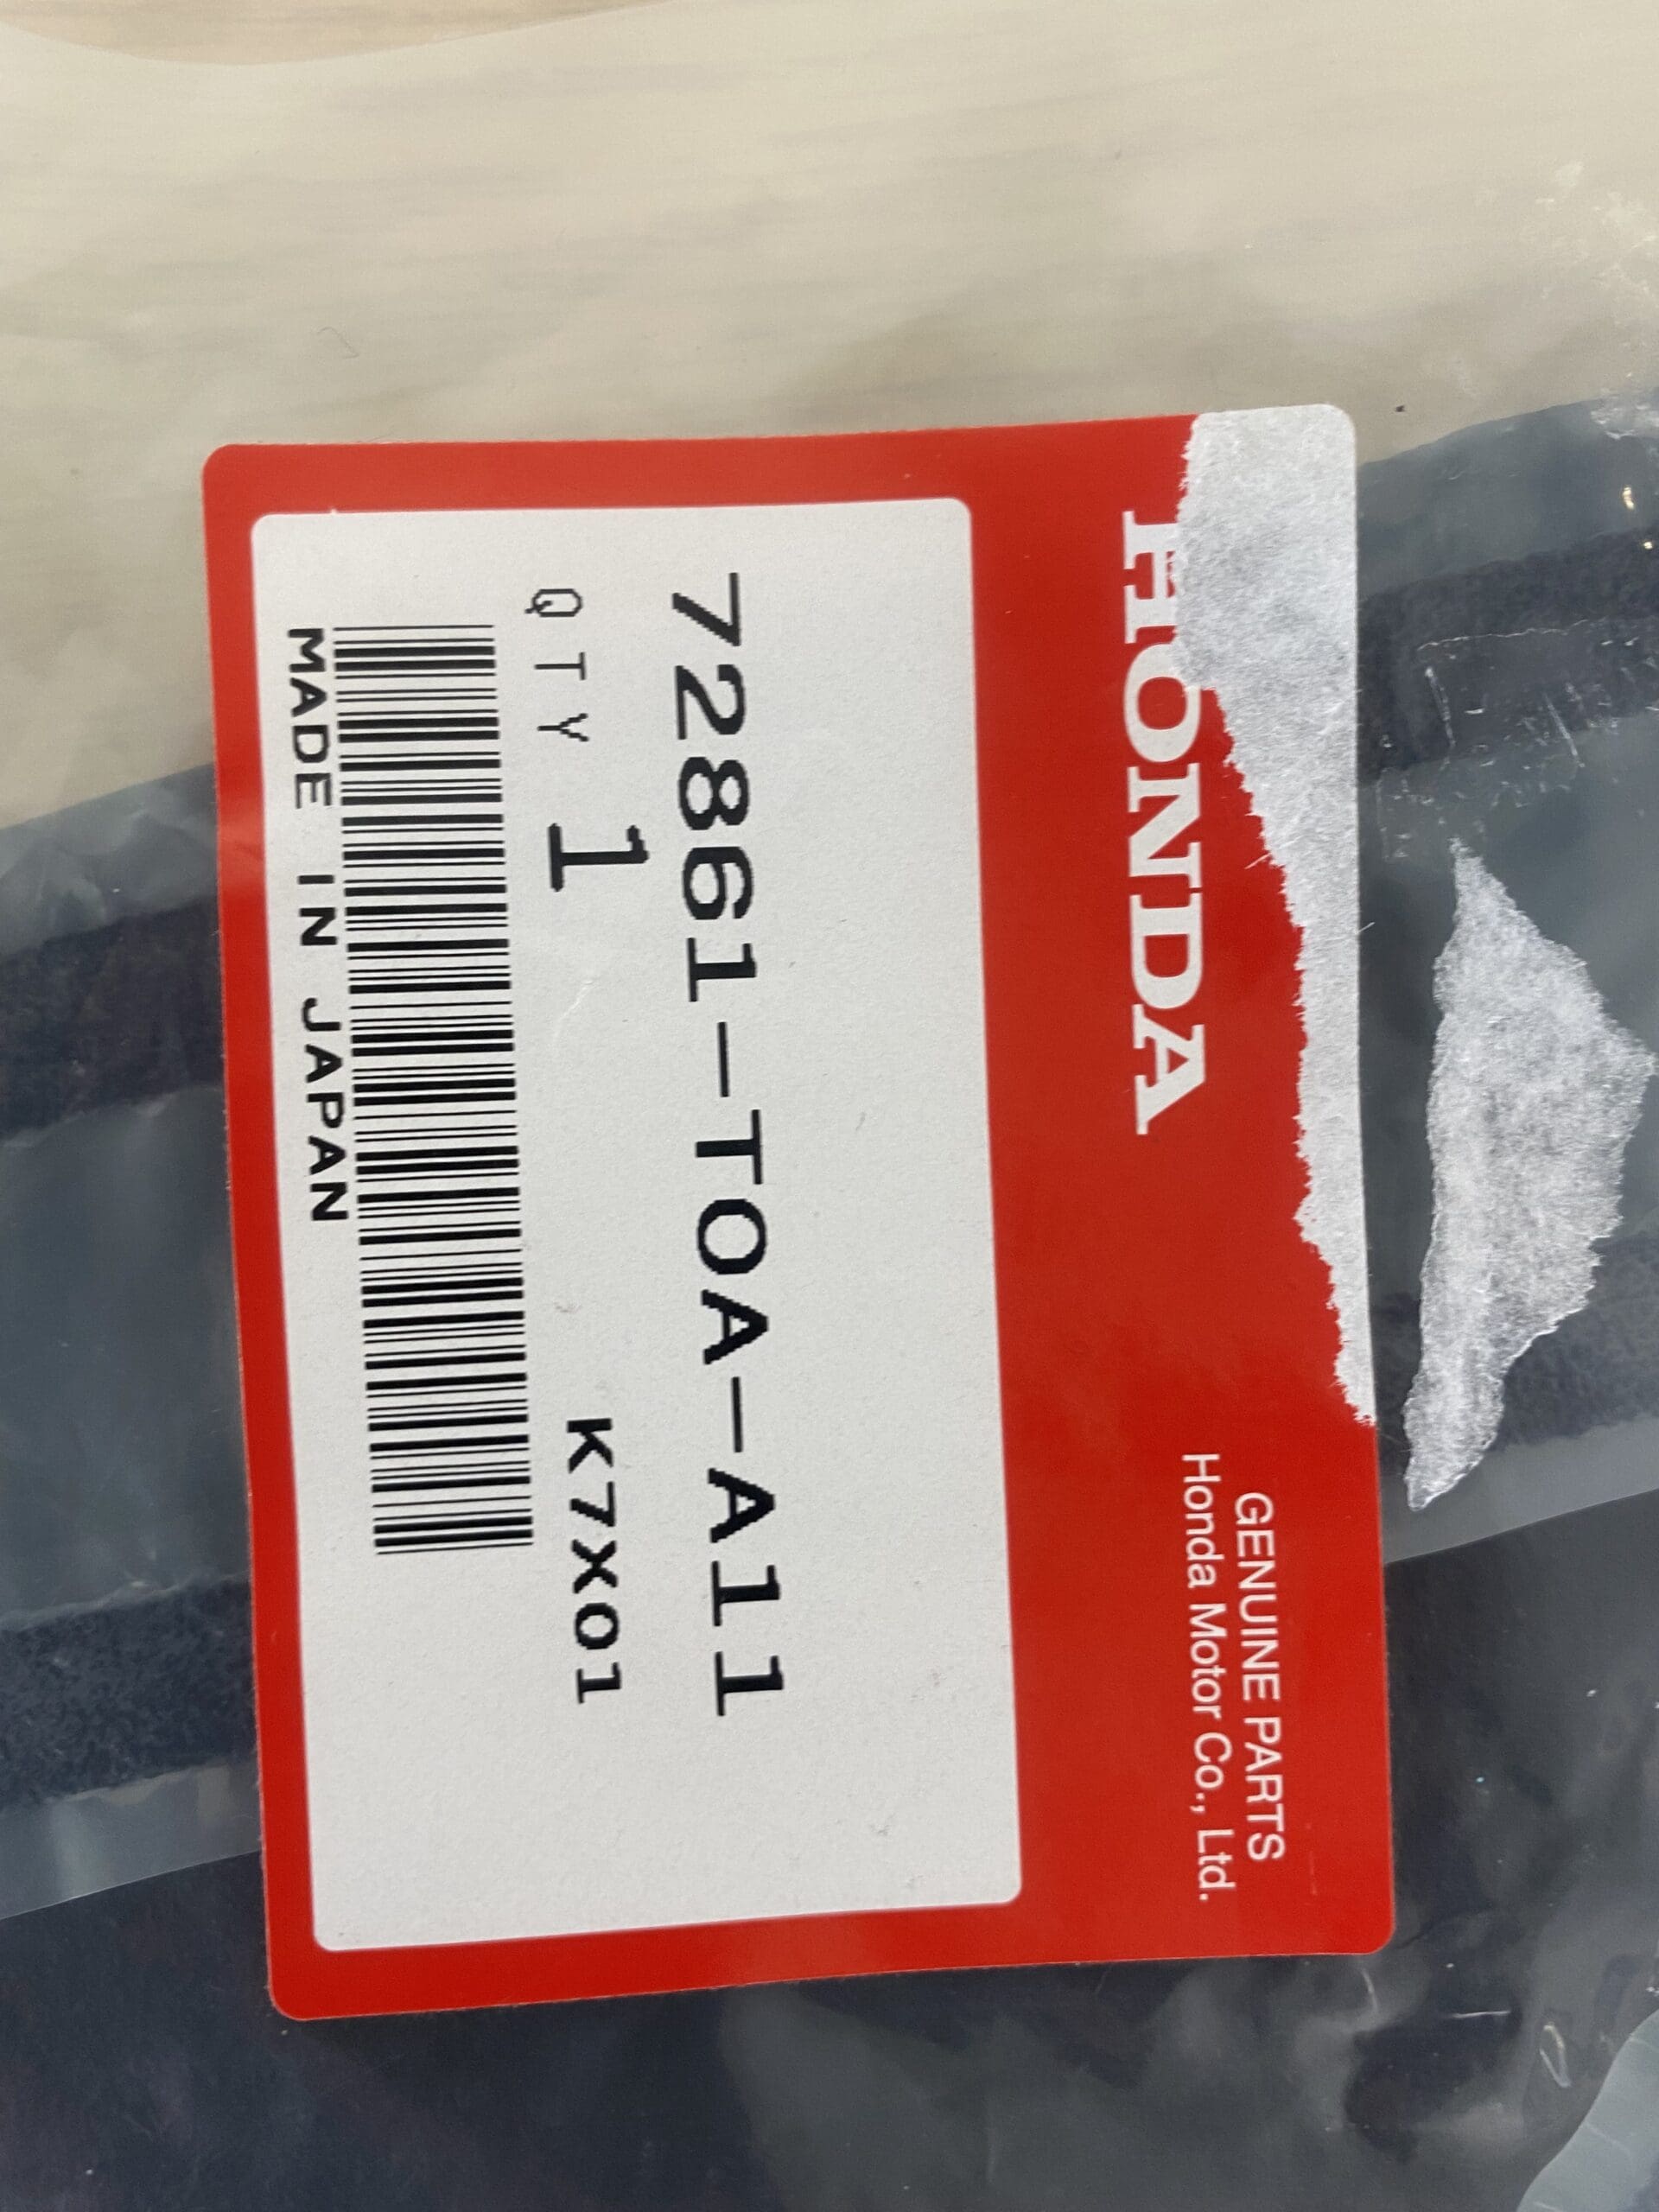 HONDA
GENUINE PARTS
Honda Motor Co., Ltd.
72861-TOA-A11
QTY 1 K7X01
MADE IN JAPAN